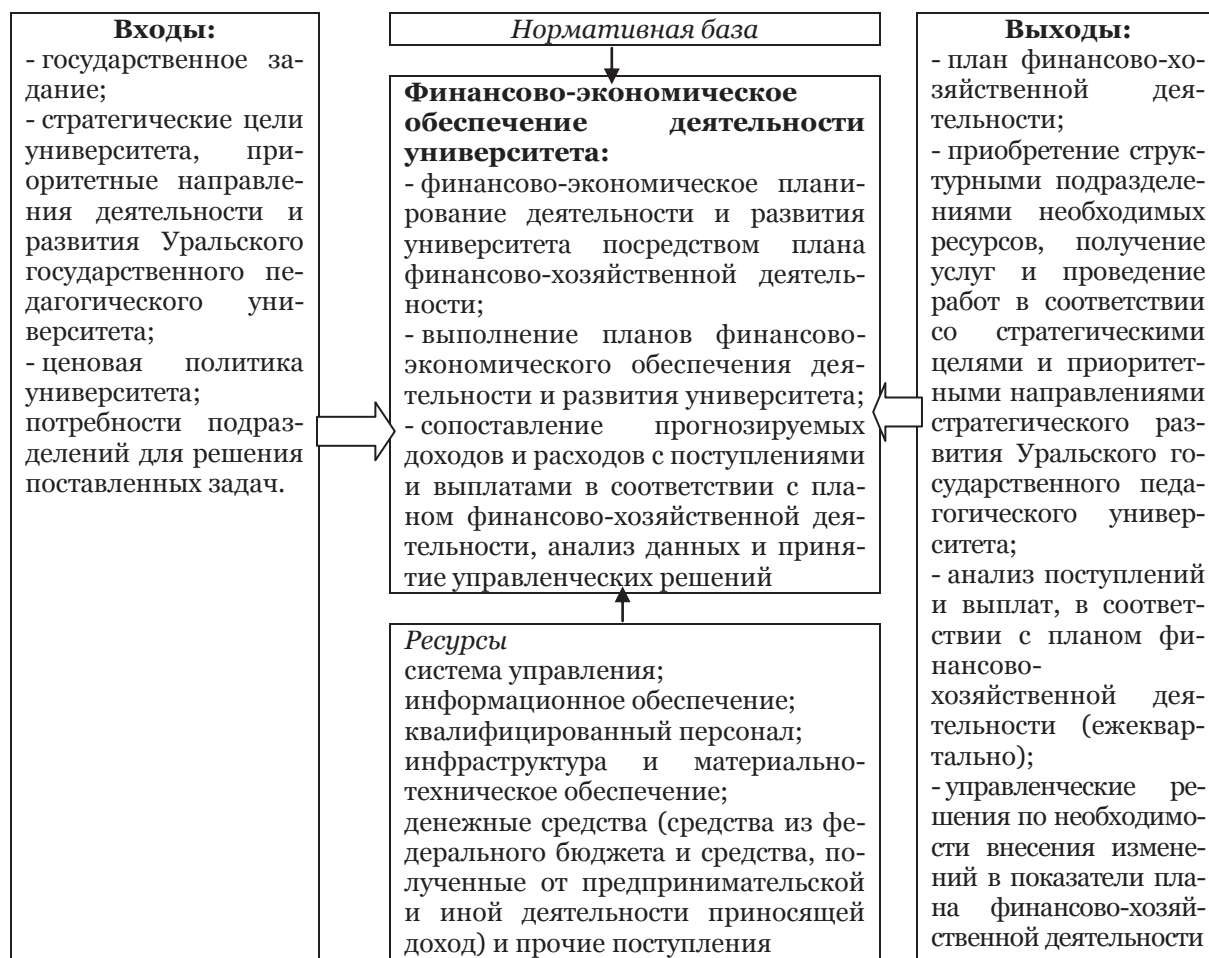 Входы:
- государственное за-
дание;
- стратегические цели
университета, при-
оритетные направле-
ния деятельности и
развития Уральского
государственного пе-
дагогического уни-
верситета;
- ценовая политика
университета;
потребности подраз-
делений для решения
поставленных задач.
Нормативная база
Финансово-экономическое
обеспечение деятельности
университета:
- финансово-экономическое плани-
рование деятельности и развития
университета посредством плана
финансово-хозяйственной деятель-
ности;
- выполнение планов финансово-
экономического обеспечения дея-
тельности и развития университета;
- сопоставление прогнозируемых
доходов и расходов с поступлениями
и выплатами в соответствии с пла-
ном финансово-хозяйственной дея-
тельности, анализ данных и приня-
тие управленческих решений
Ресурсы
система управления;
информационное обеспечение;
квалифицированный персонал;
инфраструктура и материально-
техническое обеспечение;
денежные средства (средства из фе-
дерального бюджета и средства, по-
лученные от предпринимательской
и иной деятельности приносящей
доход) и прочие поступления
Выходы:
- план финансово-хо-
зяйственной дея-
тельности;
- приобретение струк-
турными подразделе-
ниями необходимых
ресурсов, получение
услуг и проведение
работ в соответствии
со стратегическими
целями и приоритет-
ными направлениями
стратегического раз-
вития Уральского го-
сударственного педа-
гогического универ-
ситета;
- анализ поступлений
и выплат, в соответ-
ствии с планом фи-
нансово-
хозяйственной дея-
тельности (ежеквар-
тально);
- управленческие ре-
шения по необходимо-
сти внесения измене-
ний в показатели пла-
на финансово-хозяй-
ственной деятельности